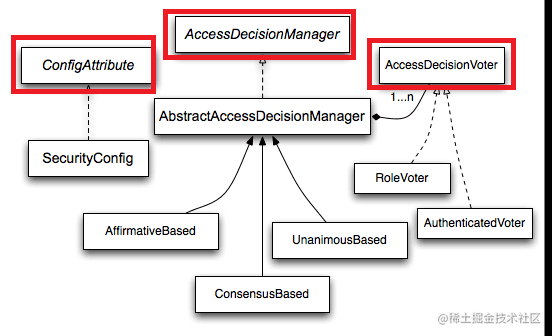 AccessDecisionManager
ConfigAttribute
AccessDecisionVoter
1...n
AbstractAccessDecisionManager
SecurityConfig
RoleVoter
AffirmativeBased
UnanimousBased
AuthenticatedVoter
ConsensusBased
@稀土掘金技术社区